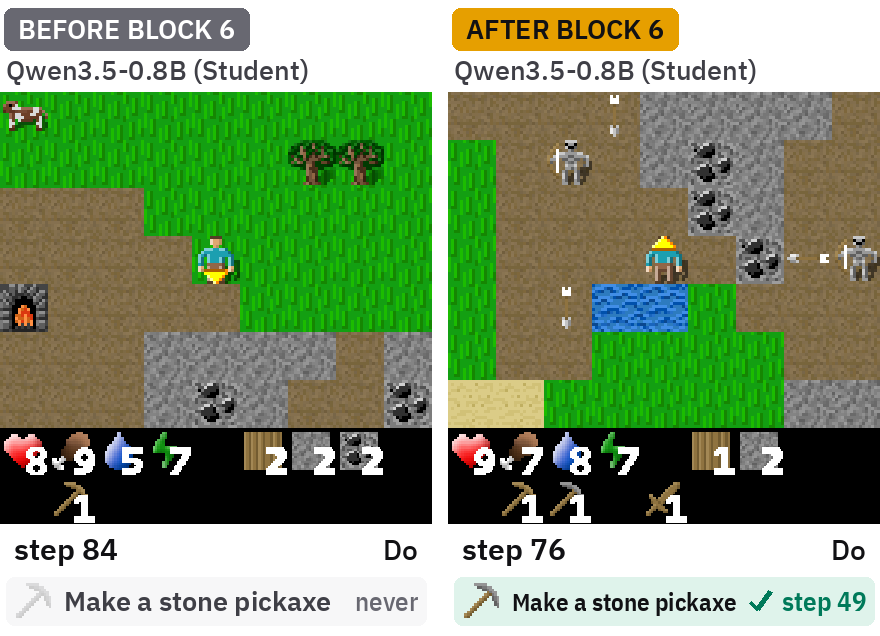 BEFORE BLOCK 6
Qwen3.5-0.8B (Student)
8 9 5 7 2 2 2
1
step 84 Do
Make a stone pickaxe never
AFTER BLOCK 6
Qwen3.5-0.8B (Student)
9 7 8 7 1 2
1 1 1
step 76 Do
Make a stone pickaxe ✓ step 49